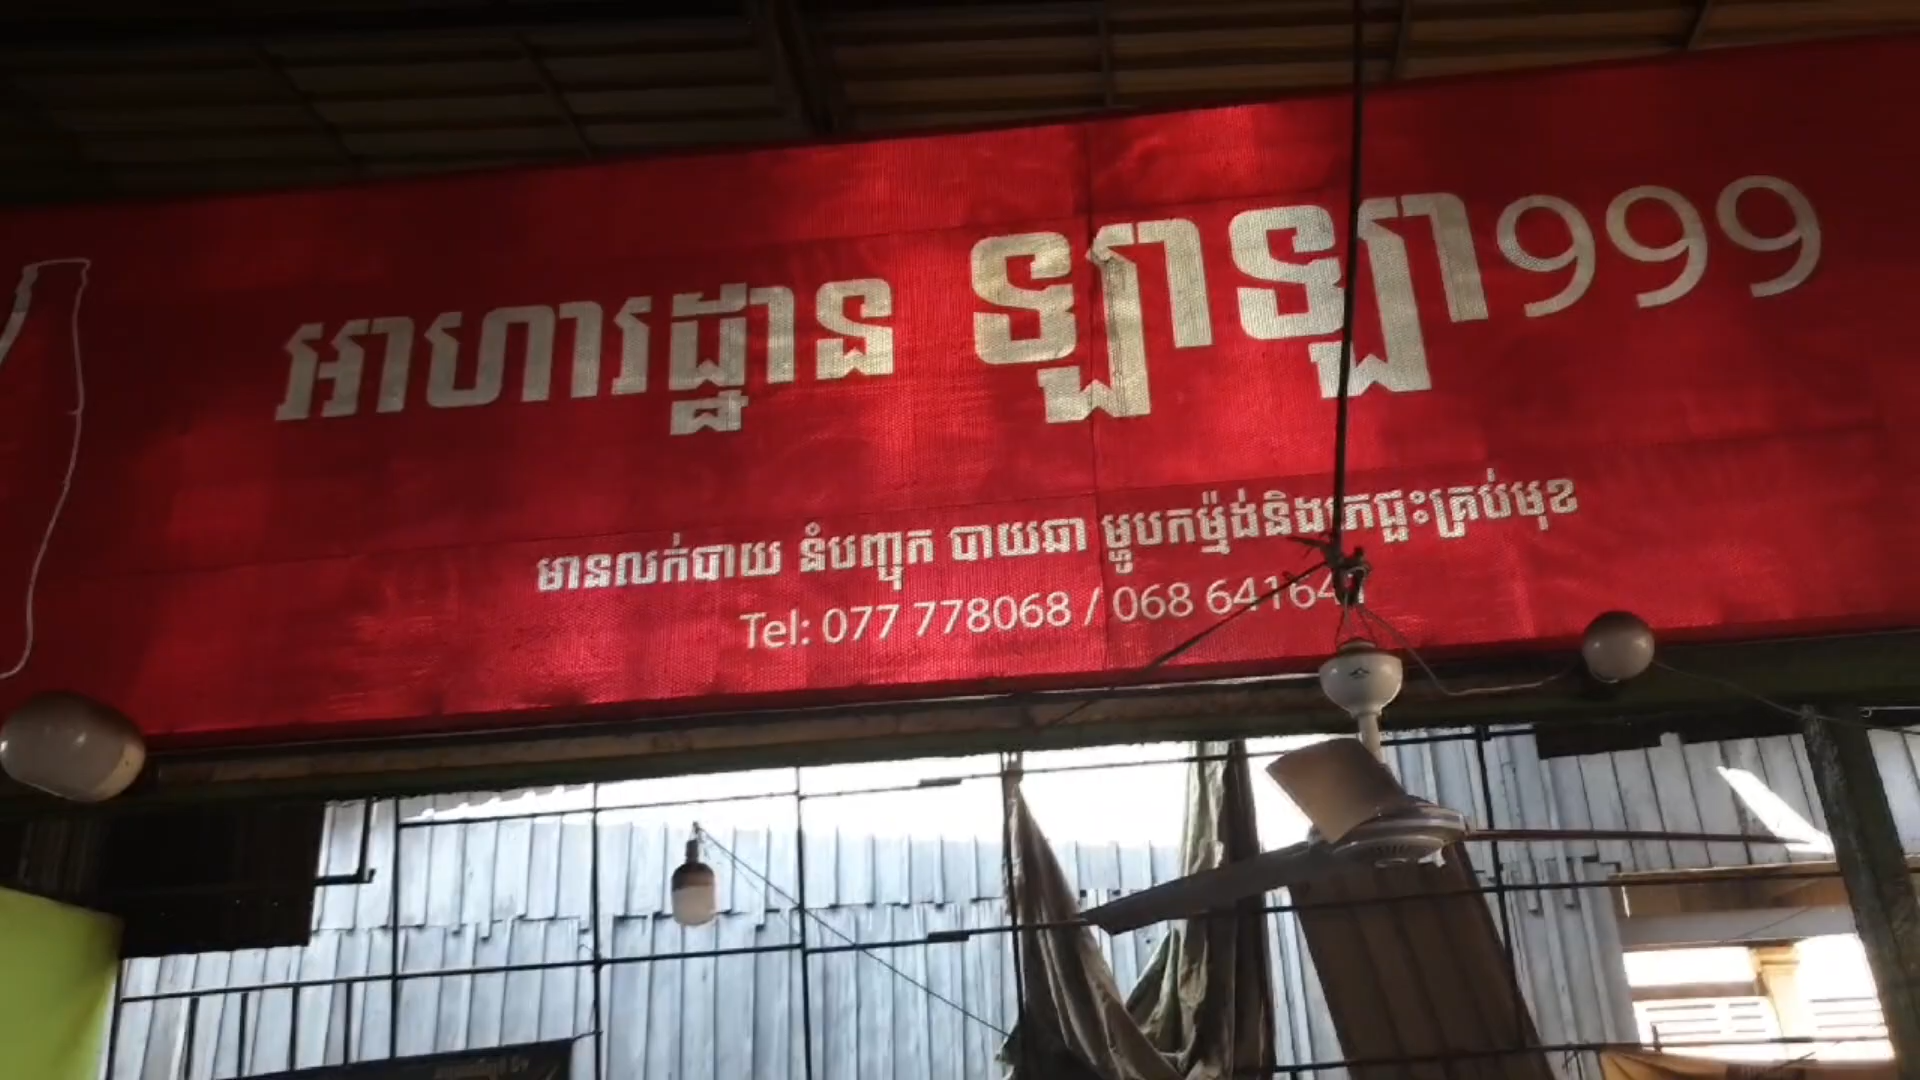 អាហារដ្ឋាន ឡាឡា999
មានលក់បាយ នំបញ្ចុក បាយឆា ម្ហូបកម្ម៉ង់និងភេជ្ជះគ្រប់មុខ
Tel: 077 778068 / 068 64164